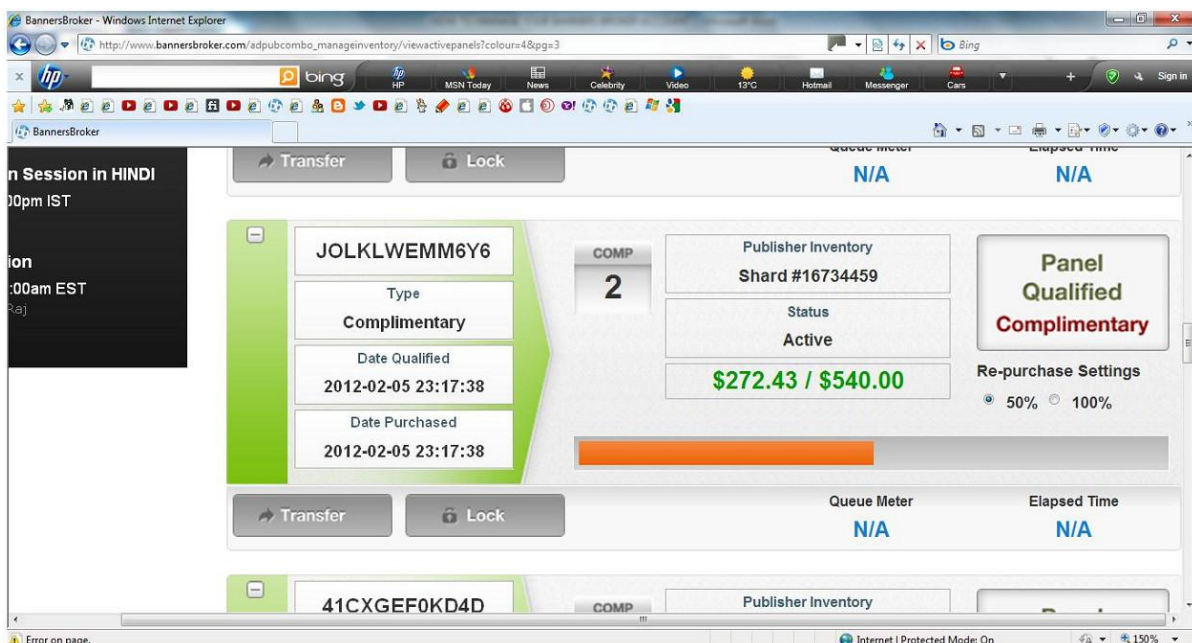 BannersBroker - Windows Internet Explorer
http://www.bannersbroker.com/adpubcombo_manageinventory/viewactivepanels?colour=4&pg=3
Bing
hp
bing
HP
MSN Today
News
Celebrity
Video
13°C
Hotmail
Messenger
Cars
Sign in
BannersBroker
n Session in HINDI
00pm IST
ion
:00am EST
Raj
Transfer
Lock
Queue Meter
Elapsed Time
N/A
N/A
JOLKLWEMM6Y6
Type
Complimentary
Date Qualified
2012-02-05 23:17:38
Date Purchased
2012-02-05 23:17:38
COMP
2
Publisher Inventory
Shard #16734459
Status
Active
$272.43 / $540.00
Panel
Qualified
Complimentary
Re-purchase Settings
50% 100%
Transfer
Lock
Queue Meter
Elapsed Time
N/A
N/A
41CXGEF0KD4D
COMP
Publisher Inventory
Error on page.
Internet | Protected Mode: On
150%